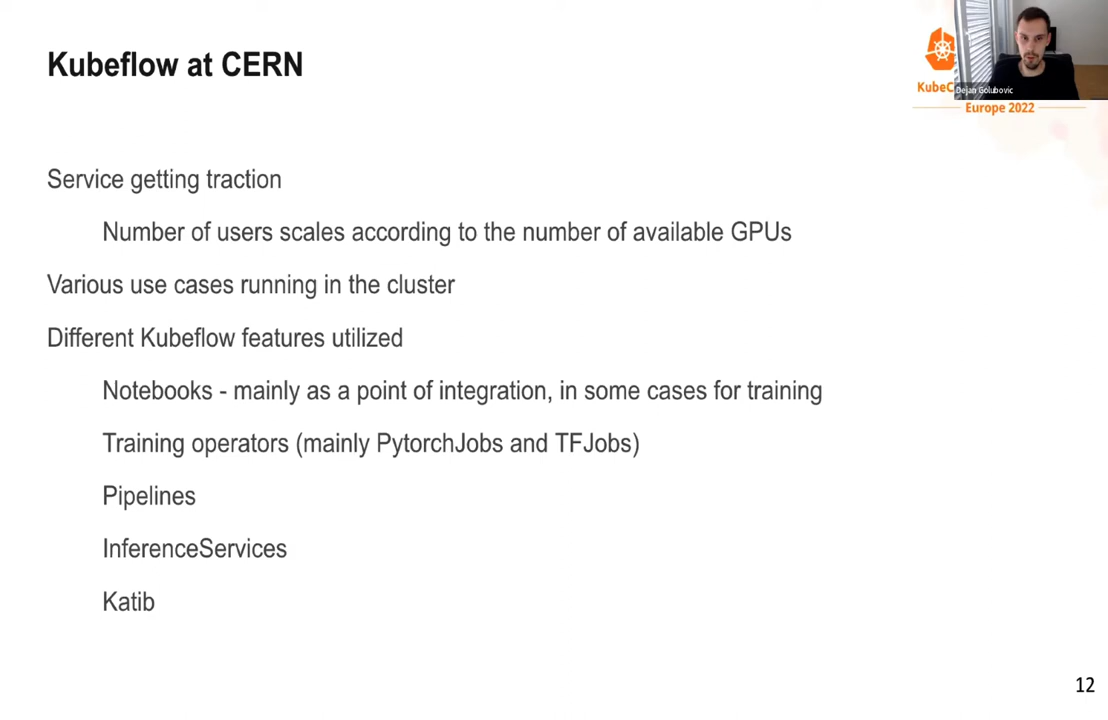 Kubeflow at CERN
KubeC
Dejan Golubovic
Europe 2022
Service getting traction
Number of users scales according to the number of available GPUs
Various use cases running in the cluster
Different Kubeflow features utilized
Notebooks - mainly as a point of integration, in some cases for training
Training operators (mainly PytorchJobs and TFJobs)
Pipelines
InferenceServices
Katib
12